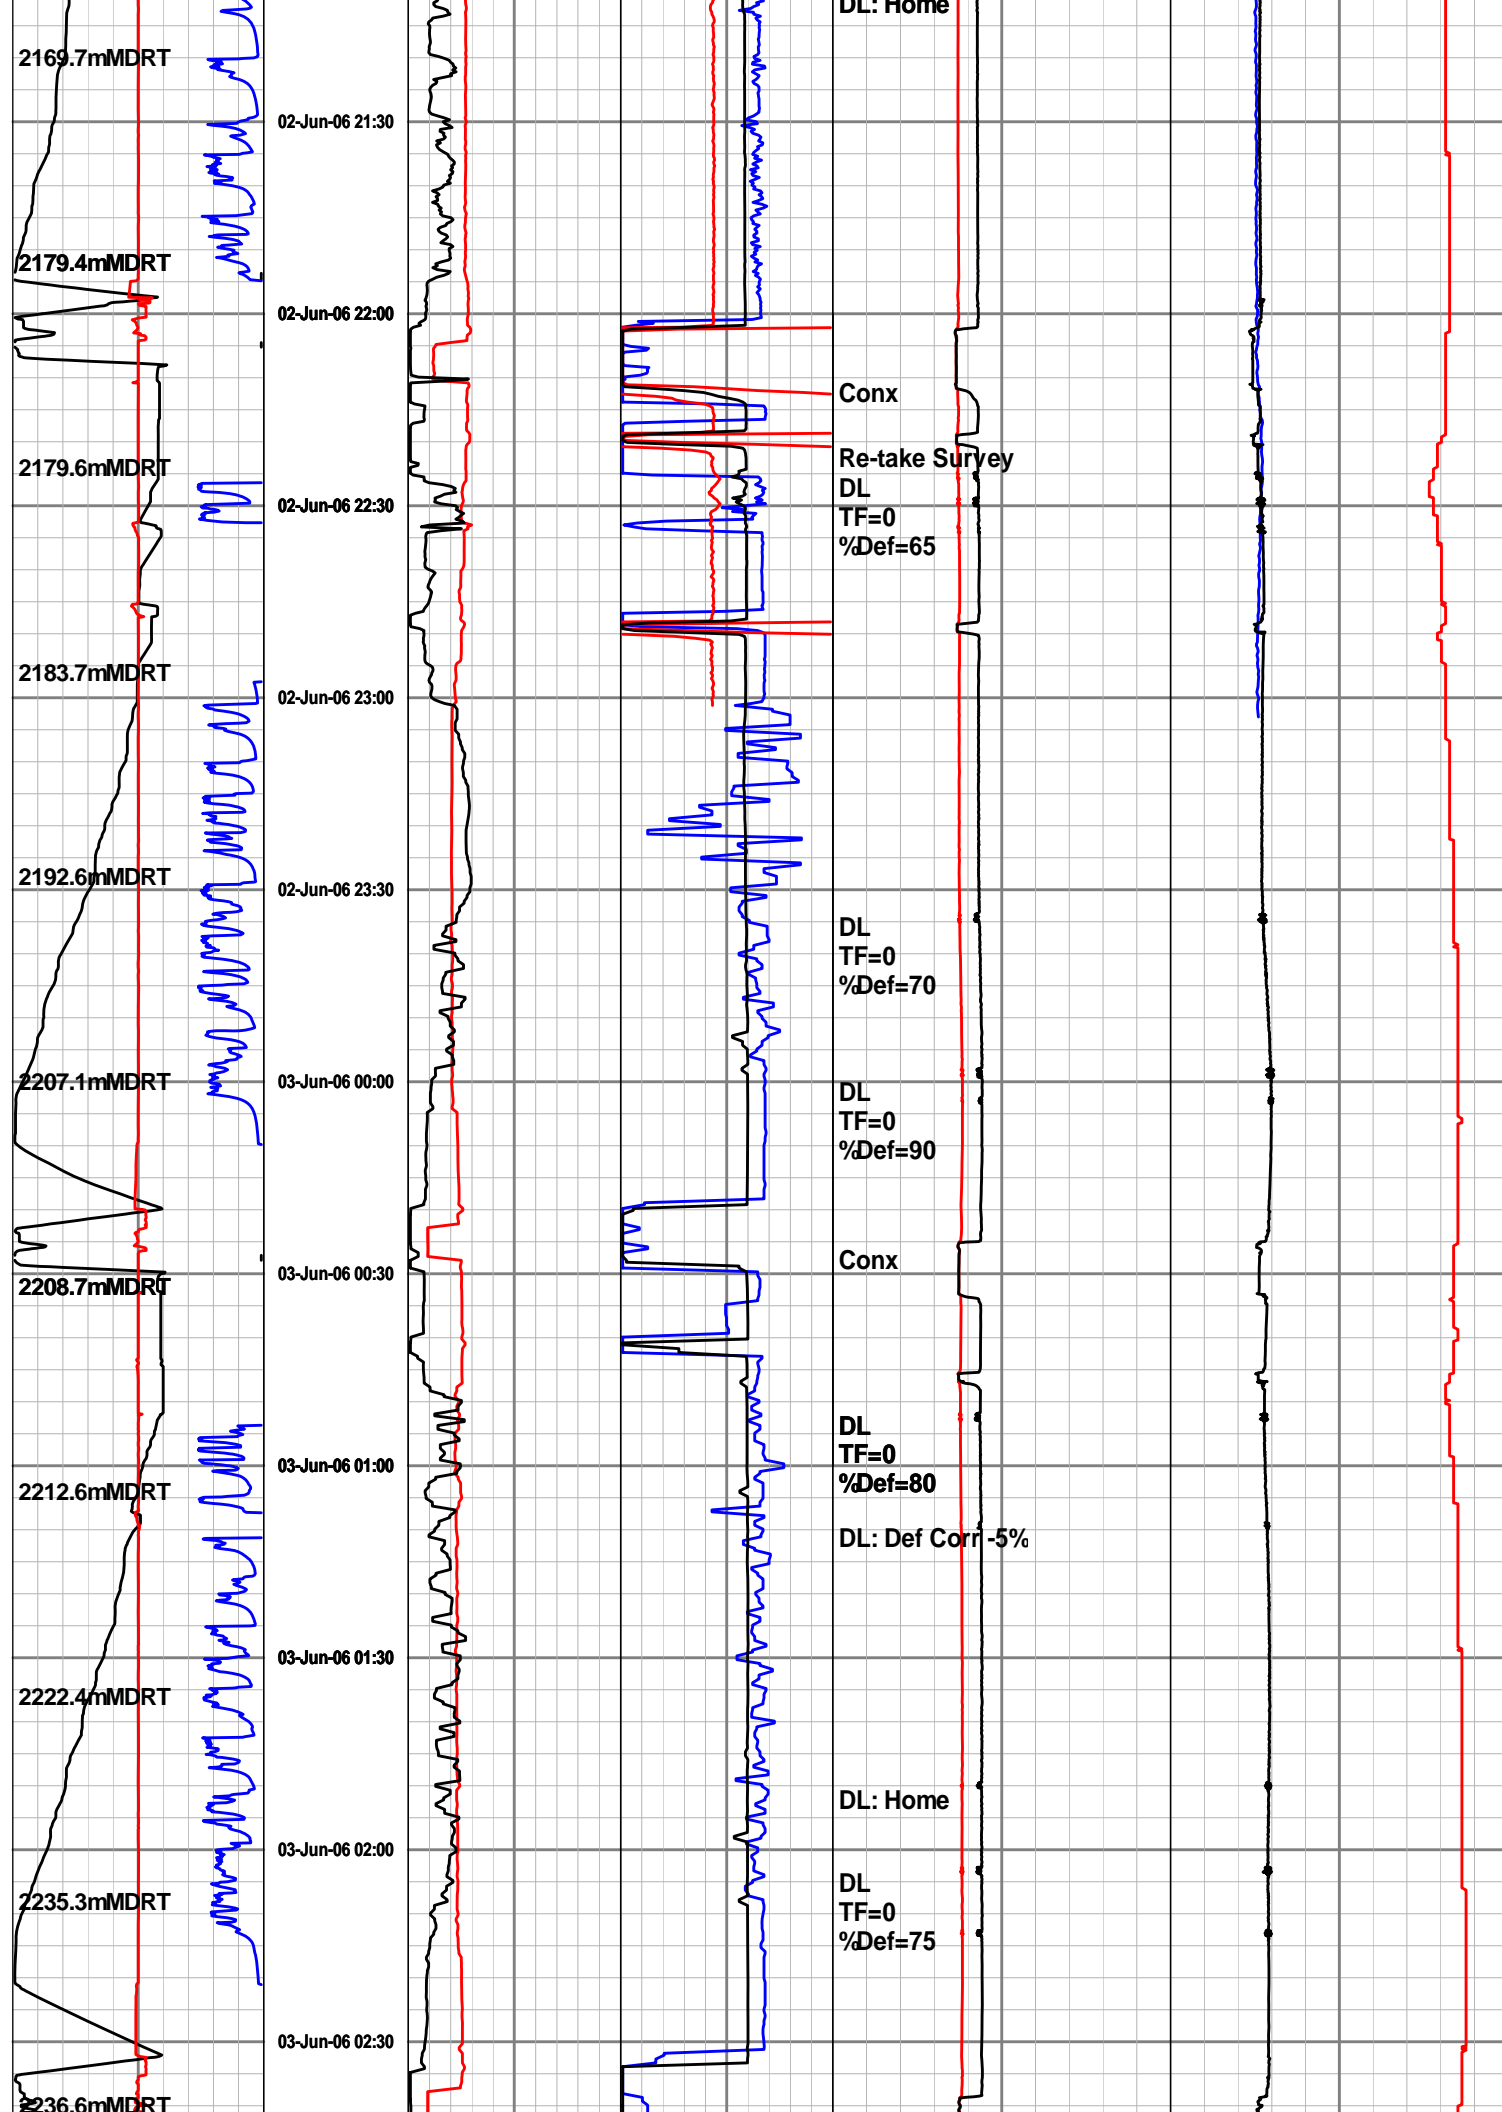 DL: Home
2169.7mMDRT
02-Jun-06 21:30
2179.4mMDRT
02-Jun-06 22:00
Conx
Re-take Survey
2179.6mMDRT
DL
02-Jun-06 22:30
TF=0
%Def=65
2183.7mMDRT
02-Jun-06 23:00
2192.6mMDRT
02-Jun-06 23:30
DL
TF=0
%Def=70
2207.1mMDRT
03-Jun-06 00:00
DL
TF=0
%Def=90
Conx
03-Jun-06 00:30
2208.7mMDRT
DL
TF=0
03-Jun-06 01:00
%Def=80
2212.6mMDRT
DL: Def Corr -5%
03-Jun-06 01:30
2222.4mMDRT
DL: Home
03-Jun-06 02:00
DL
2235.3mMDRT
TF=0
%Def=75
03-Jun-06 02:30
2236.6mMDRT